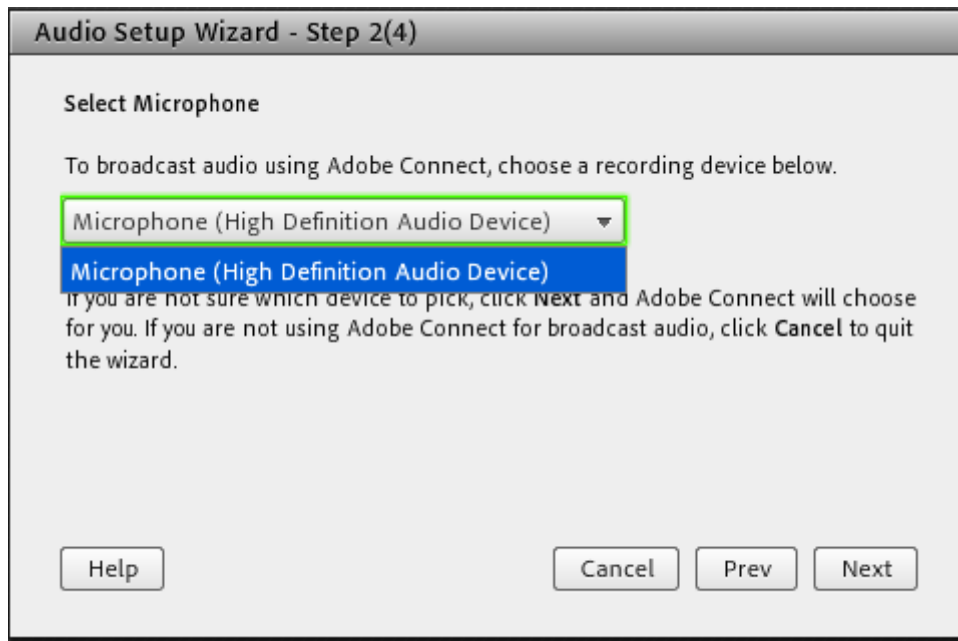 Audio Setup Wizard - Step 2(4)
Select Microphone
To broadcast audio using Adobe Connect, choose a recording device below.
Microphone (High Definition Audio Device)
Microphone (High Definition Audio Device)
If you are not sure which device to pick, click Next and Adobe Connect will choose
for you. If you are not using Adobe Connect for broadcast audio, click Cancel to quit
the wizard.
Help Cancel Prev Next